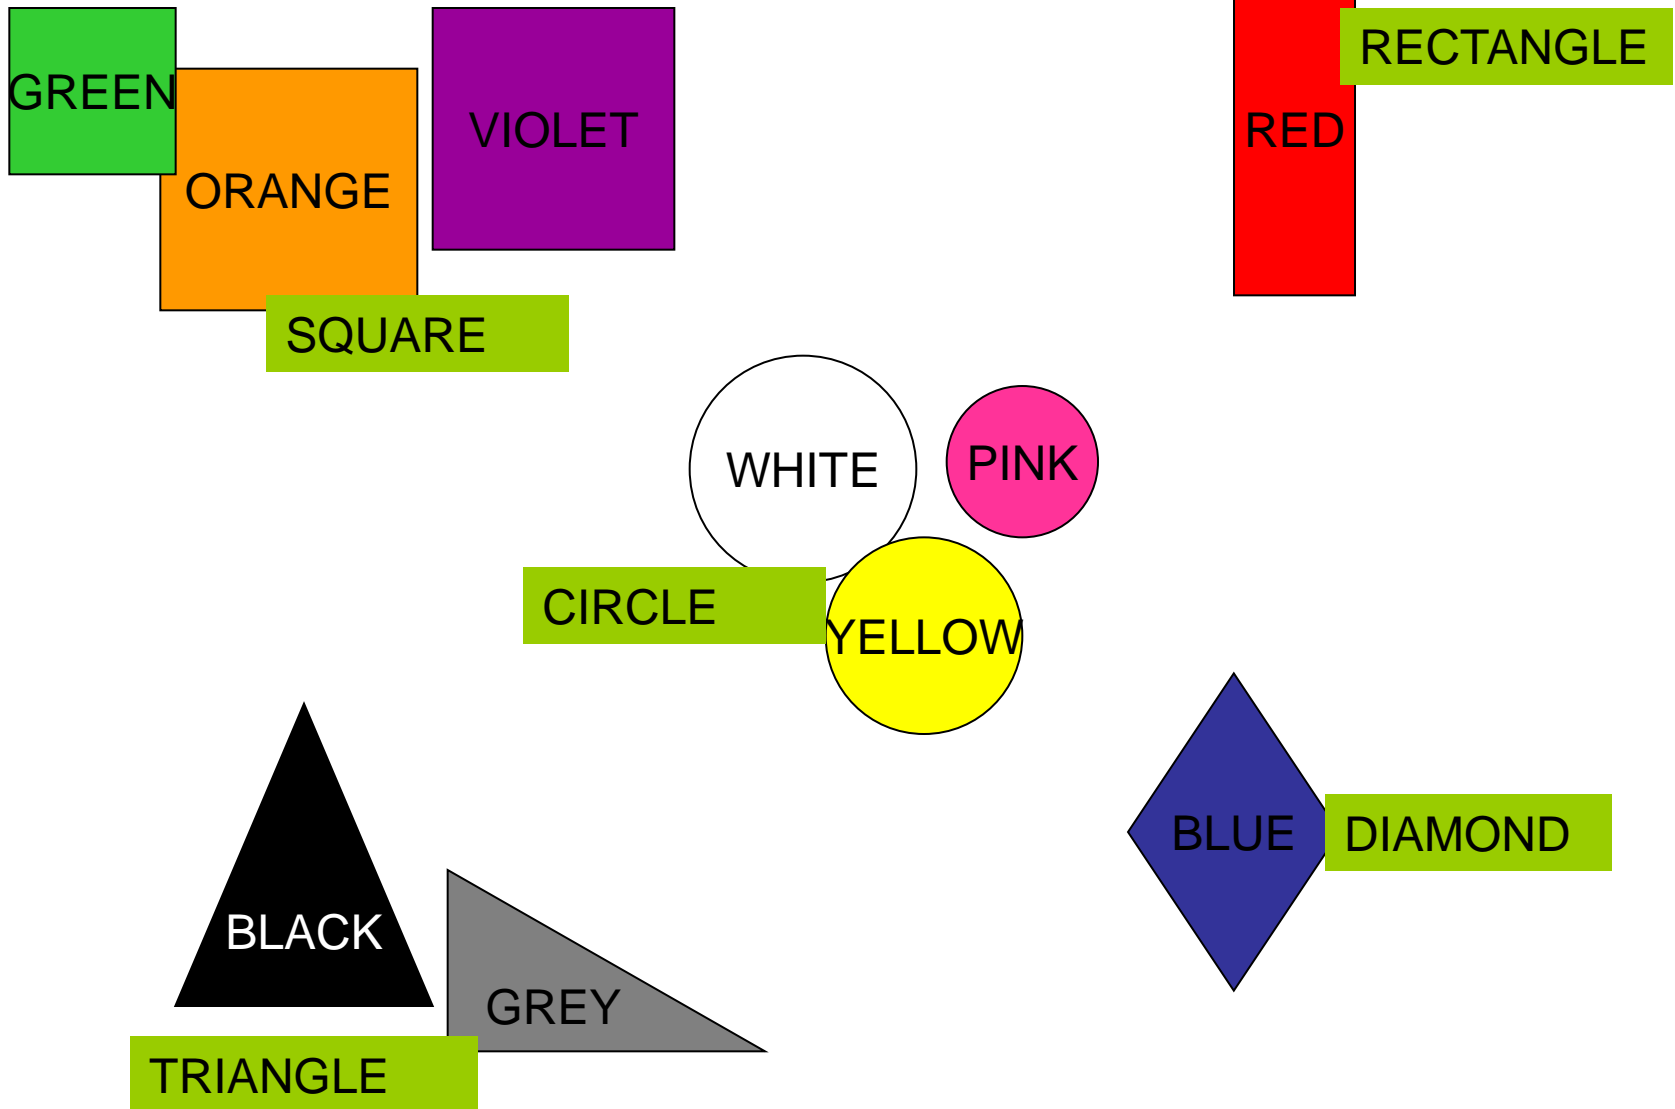 GREEN
ORANGE
VIOLET
SQUARE
RED
RECTANGLE
WHITE
PINK
CIRCLE
YELLOW
BLACK
GREY
TRIANGLE
BLUE
DIAMOND